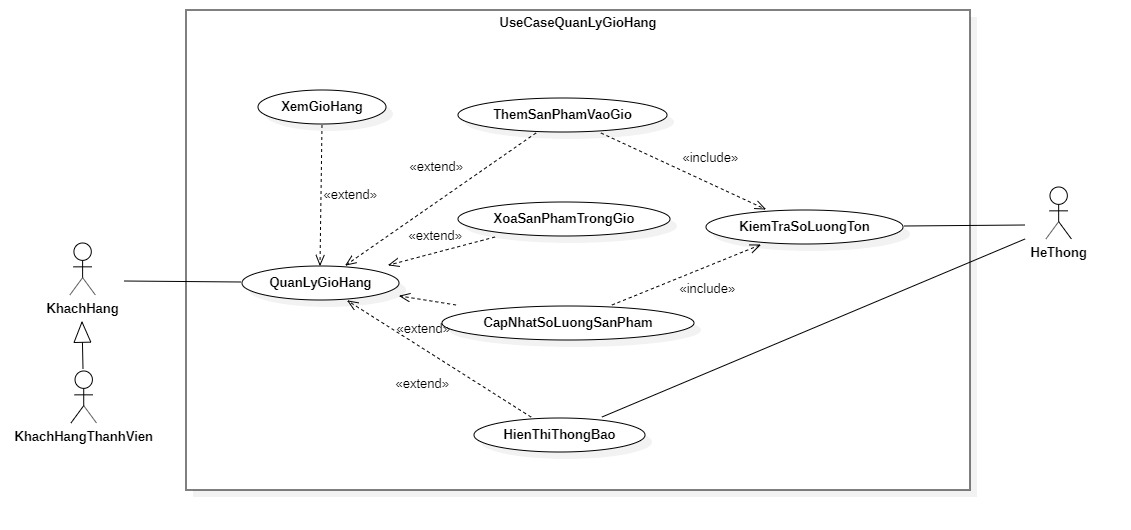 UseCaseQuanLyGioHang
XemGioHang
ThemSanPhamVaoGio
«extend»
«include»
«extend»
XoaSanPhamTrongGio
KiemTraSoLuongTon
«extend»
HeThong
QuanLyGioHang
KhachHang
«include»
CapNhatSoLuongSanPham
«extend»
«extend»
KhachHangThanhVien
HienThiThongBao